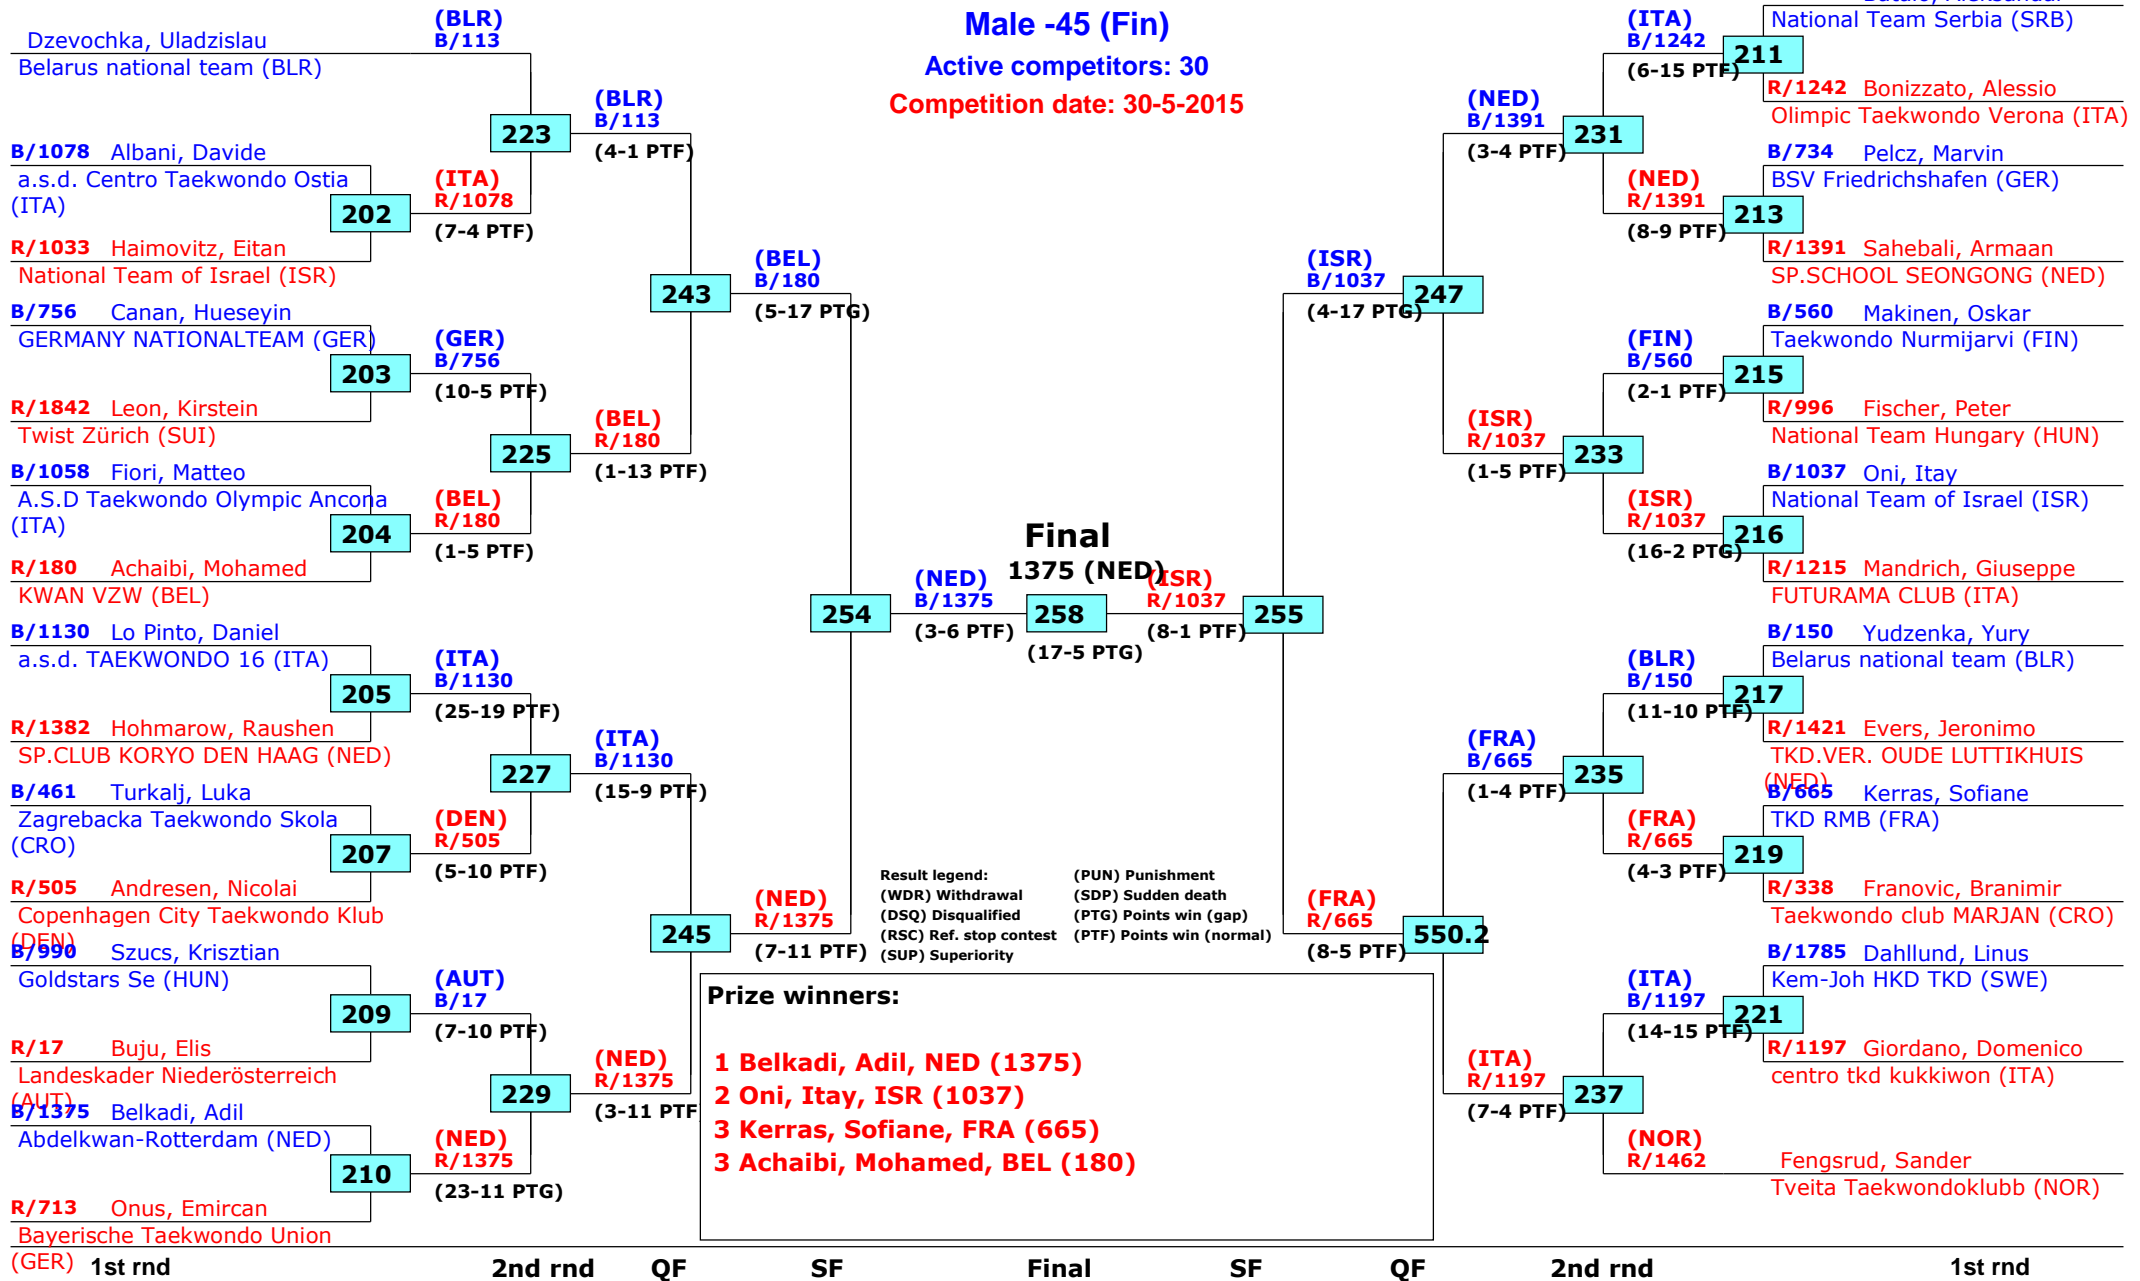 Male -45 (Fin)
Active competitors: 30
Competition date: 30-5-2015
Dzevochka, Uladzislau
Belarus national team (BLR)
B/1078 Albani, Davide
a.s.d. Centro Taekwondo Ostia
(ITA)
202
R/1033 Haimovitz, Eitan
National Team of Israel (ISR)
B/756 Canan, Hueseyin
GERMANY NATIONALTEAM (GER)
203
R/1842 Leon, Kirstein
Twist Zürich (SUI)
B/1058 Fiori, Matteo
A.S.D Taekwondo Olympic Ancona
(ITA)
204
R/180 Achaibi, Mohamed
KWAN VZW (BEL)
B/1130 Lo Pinto, Daniel
a.s.d. TAEKWONDO 16 (ITA)
205
R/1382 Hohmarow, Raushen
SP.CLUB KORYO DEN HAAG (NED)
B/461 Turkalj, Luka
Zagrebacka Taekwondo Skola
(CRO)
207
R/505 Andresen, Nicolai
Copenhagen City Taekwondo Klub
(DEN)
B/990 Szucs, Krisztian
Goldstars Se (HUN)
209
R/17 Buju, Elis
Landeskader Niederösterreich
(AUT)
B/1375 Belkadi, Adil
Abdelkwan-Rotterdam (NED)
210
R/713 Onus, Emircan
Bayerische Taekwondo Union
(GER)
(BLR)
B/113
223
(ITA)
R/1078
(7-4 PTF)
(GER)
B/756
(10-5 PTF)
225
(BEL)
R/180
(1-5 PTF)
(ITA)
B/1130
(25-19 PTF)
227
(DEN)
R/505
(5-10 PTF)
(AUT)
B/17
(7-10 PTF)
229
(NED)
R/1375
(23-11 PTG)
(BLR)
B/113
(4-1 PTF)
243
(BEL)
R/180
(1-13 PTF)
(ITA)
B/1130
(15-9 PTF)
245
(NED)
R/1375
(3-11 PTF
(BEL)
B/180
(5-17 PTG)
254
(NED)
R/1375
(7-11 PTF)
(NED)
B/1375
(3-6 PTF)
Final
1375 (NED)
258
(17-5 PTG)
(ISR)
R/1037
(8-1 PTF)
255
(ISR)
B/1037
(4-17 PTG)
247
(FRA)
R/665
(8-5 PTF)
550.2
(NED)
B/1391
(3-4 PTF)
231
(ISR)
R/1037
(1-5 PTF)
233
(FRA)
B/665
(1-4 PTF)
235
(ITA)
R/1197
(7-4 PTF)
237
(ITA)
B/1242
(6-15 PTF)
211
(NED)
R/1391
(8-9 PTF)
213
(FIN)
B/560
(2-1 PTF)
215
(ISR)
R/1037
(16-2 PTG)
216
(BLR)
B/150
(11-10 PTF)
217
(FRA)
R/665
(4-3 PTF)
219
(ITA)
B/1197
(14-15 PTF)
221
(NOR)
R/1462
National Team Serbia (SRB)
R/1242 Bonizzato, Alessio
Olimpic Taekwondo Verona (ITA)
B/734 Pelcz, Marvin
BSV Friedrichshafen (GER)
R/1391 Sahebali, Armaan
SP.SCHOOL SEONGONG (NED)
B/560 Makinen, Oskar
Taekwondo Nurmijarvi (FIN)
R/996 Fischer, Peter
National Team Hungary (HUN)
B/1037 Oni, Itay
National Team of Israel (ISR)
R/1215 Mandrich, Giuseppe
FUTURAMA CLUB (ITA)
B/150 Yudzenka, Yury
Belarus national team (BLR)
R/1421 Evers, Jeronimo
TKD.VER. OUDE LUTTIKHUIS
(NED)
B/665 Kerras, Sofiane
TKD RMB (FRA)
R/338 Franovic, Branimir
Taekwondo club MARJAN (CRO)
B/1785 Dahllund, Linus
Kem-Joh HKD TKD (SWE)
R/1197 Giordano, Domenico
centro tkd kukkiwon (ITA)
Fengsrud, Sander
Tveita Taekwondoklubb (NOR)
Result legend: (PUN) Punishment
(WDR) Withdrawal (SDP) Sudden death
(DSQ) Disqualified (PTG) Points win (gap)
(RSC) Ref. stop contest (PTF) Points win (normal)
(SUP) Superiority
Prize winners:
1 Belkadi, Adil, NED (1375)
2 Oni, Itay, ISR (1037)
3 Kerras, Sofiane, FRA (665)
3 Achaibi, Mohamed, BEL (180)
1st rnd 2nd rnd QF SF Final SF QF 2nd rnd 1st rnd